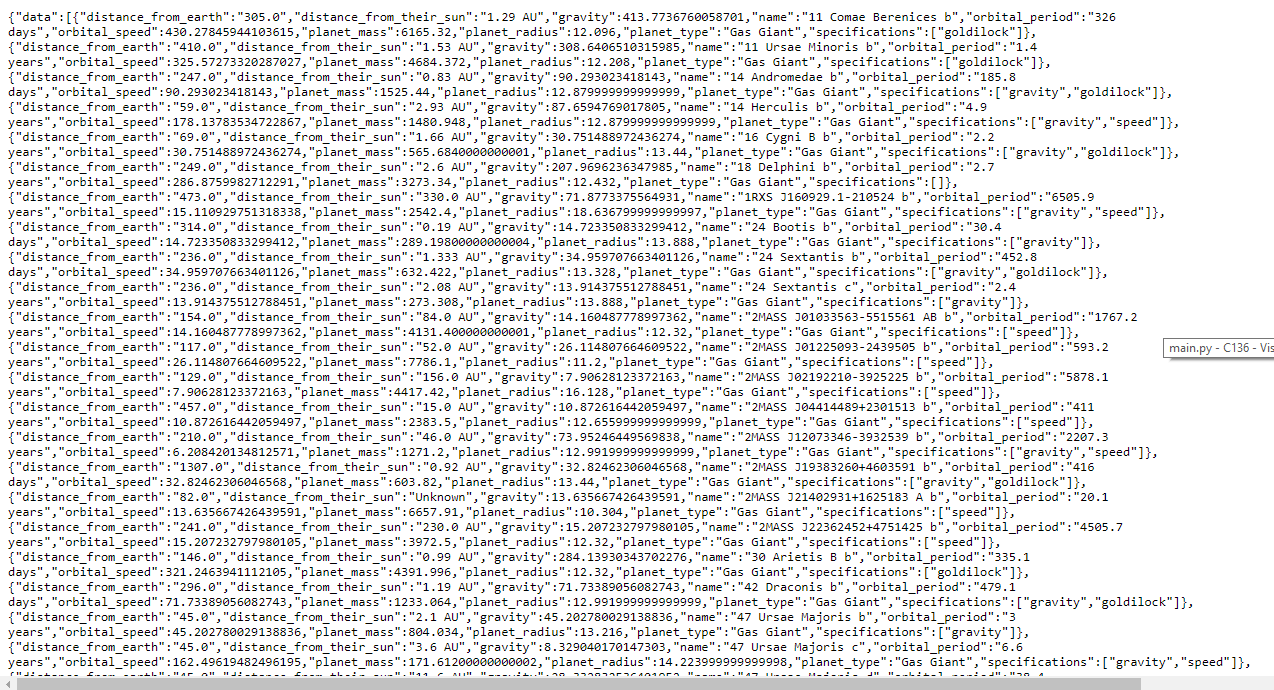 {"data":[{"distance_from_earth":"305.0","distance_from_their_sun":"1.29 AU","gravity":413.7736760058701,"name":"11 Comae Berenices b","orbital_period":"326
days","orbital_speed":430.27845944103615,"planet_mass":6165.32,"planet_radius":12.096,"planet_type":"Gas Giant","specifications":["goldilock"]},
{"distance_from_earth":"410.0","distance_from_their_sun":"1.53 AU","gravity":308.6406510315985,"name":"11 Ursae Minoris b","orbital_period":"1.4
years","orbital_speed":325.57273320287027,"planet_mass":4684.372,"planet_radius":12.208,"planet_type":"Gas Giant","specifications":["goldilock"]},
{"distance_from_earth":"247.0","distance_from_their_sun":"0.83 AU","gravity":90.293023418143,"name":"14 Andromedae b","orbital_period":"185.8
days","orbital_speed":90.293023418143,"planet_mass":1525.44,"planet_radius":12.879999999999999,"planet_type":"Gas Giant","specifications":["gravity","goldilock"]},
{"distance_from_earth":"59.0","distance_from_their_sun":"2.93 AU","gravity":87.6594769017805,"name":"14 Herculis b","orbital_period":"4.9
years","orbital_speed":178.13783534722867,"planet_mass":1480.948,"planet_radius":12.879999999999999,"planet_type":"Gas Giant","specifications":["gravity","speed"]},
{"distance_from_earth":"69.0","distance_from_their_sun":"1.66 AU","gravity":30.751488972436274,"name":"16 Cygni B b","orbital_period":"2.2
years","orbital_speed":30.751488972436274,"planet_mass":565.6840000000001,"planet_radius":13.44,"planet_type":"Gas Giant","specifications":["gravity","goldilock"]},
{"distance_from_earth":"249.0","distance_from_their_sun":"2.6 AU","gravity":207.9696236347985,"name":"18 Delphini b","orbital_period":"2.7
years","orbital_speed":286.8759982712291,"planet_mass":3273.34,"planet_radius":12.432,"planet_type":"Gas Giant","specifications":[]},
{"distance_from_earth":"473.0","distance_from_their_sun":"330.0 AU","gravity":71.8773375564931,"name":"1RXS J160929.1-210524 b","orbital_period":"6505.9
years","orbital_speed":15.110929751318338,"planet_mass":2542.4,"planet_radius":18.636799999999997,"planet_type":"Gas Giant","specifications":["gravity","speed"]},
{"distance_from_earth":"314.0","distance_from_their_sun":"0.19 AU","gravity":14.723350833299412,"name":"24 Bootis b","orbital_period":"30.4
days","orbital_speed":14.723350833299412,"planet_mass":289.19800000000004,"planet_radius":13.888,"planet_type":"Gas Giant","specifications":["gravity"]},
{"distance_from_earth":"236.0","distance_from_their_sun":"1.333 AU","gravity":34.959707663401126,"name":"24 Sextantis b","orbital_period":"452.8
days","orbital_speed":34.959707663401126,"planet_mass":632.422,"planet_radius":13.328,"planet_type":"Gas Giant","specifications":["gravity","goldilock"]},
{"distance_from_earth":"236.0","distance_from_their_sun":"2.08 AU","gravity":13.914375512788451,"name":"24 Sextantis c","orbital_period":"2.4
years","orbital_speed":13.914375512788451,"planet_mass":273.308,"planet_radius":13.888,"planet_type":"Gas Giant","specifications":["gravity"]},
{"distance_from_earth":"154.0","distance_from_their_sun":"84.0 AU","gravity":14.160487778997362,"name":"2MASS J01033563-5515561 AB b","orbital_period":"1767.2
years","orbital_speed":14.160487778997362,"planet_mass":4131.400000000001,"planet_radius":12.32,"planet_type":"Gas Giant","specifications":["speed"]},
{"distance_from_earth":"117.0","distance_from_their_sun":"52.0 AU","gravity":26.114807664609522,"name":"2MASS J01225093-2439505 b","orbital_period":"593.2
years","orbital_speed":26.114807664609522,"planet_mass":7786.1,"planet_radius":11.2,"planet_type":"Gas Giant","specifications":["speed"]},
main.py - C136 - Vis
{"distance_from_earth":"129.0","distance_from_their_sun":"156.0 AU","gravity":7.90628123372163,"name":"2MASS J02192210-3925225 b","orbital_period":"5878.1
years","orbital_speed":7.90628123372163,"planet_mass":4417.42,"planet_radius":16.128,"planet_type":"Gas Giant","specifications":["speed"]},
{"distance_from_earth":"457.0","distance_from_their_sun":"15.0 AU","gravity":10.872616442059497,"name":"2MASS J04414489+2301513 b","orbital_period":"411
years","orbital_speed":10.872616442059497,"planet_mass":2383.5,"planet_radius":12.655999999999999,"planet_type":"Gas Giant","specifications":["speed"]},
{"distance_from_earth":"210.0","distance_from_their_sun":"46.0 AU","gravity":73.95246449569838,"name":"2MASS J12073346-3932539 b","orbital_period":"2207.3
years","orbital_speed":6.208420134812571,"planet_mass":1271.2,"planet_radius":12.991999999999999,"planet_type":"Gas Giant","specifications":["gravity","speed"]},
{"distance_from_earth":"1307.0","distance_from_their_sun":"0.92 AU","gravity":32.82462306046568,"name":"2MASS J19383260+4603591 b","orbital_period":"416
days","orbital_speed":32.82462306046568,"planet_mass":603.82,"planet_radius":13.44,"planet_type":"Gas Giant","specifications":["gravity","goldilock"]},
{"distance_from_earth":"82.0","distance_from_their_sun":"Unknown","gravity":13.635667426439591,"name":"2MASS J21402931+1625183 A b","orbital_period":"20.1
years","orbital_speed":13.635667426439591,"planet_mass":6657.91,"planet_radius":10.304,"planet_type":"Gas Giant","specifications":["speed"]},
{"distance_from_earth":"241.0","distance_from_their_sun":"230.0 AU","gravity":15.207232797980105,"name":"2MASS J22362452+4751425 b","orbital_period":"4505.7
years","orbital_speed":15.207232797980105,"planet_mass":3972.5,"planet_radius":12.32,"planet_type":"Gas Giant","specifications":["speed"]},
{"distance_from_earth":"146.0","distance_from_their_sun":"0.99 AU","gravity":284.13930343702276,"name":"30 Arietis B b","orbital_period":"335.1
days","orbital_speed":321.2463941112105,"planet_mass":4391.996,"planet_radius":12.32,"planet_type":"Gas Giant","specifications":["goldilock"]},
{"distance_from_earth":"296.0","distance_from_their_sun":"1.19 AU","gravity":71.73389056082743,"name":"42 Draconis b","orbital_period":"479.1
days","orbital_speed":71.73389056082743,"planet_mass":1233.064,"planet_radius":12.991999999999999,"planet_type":"Gas Giant","specifications":["gravity","goldilock"]},
{"distance_from_earth":"45.0","distance_from_their_sun":"2.1 AU","gravity":45.202780029138836,"name":"47 Ursae Majoris b","orbital_period":"3
years","orbital_speed":45.202780029138836,"planet_mass":804.034,"planet_radius":13.216,"planet_type":"Gas Giant","specifications":["gravity"]},
{"distance_from_earth":"45.0","distance_from_their_sun":"3.6 AU","gravity":8.329040170147303,"name":"47 Ursae Majoris c","orbital_period":"6.6
years","orbital_speed":162.49619482496195,"planet_mass":171.61200000000002,"planet_radius":14.223999999999998,"planet_type":"Gas Giant","specifications":["gravity","speed"]},